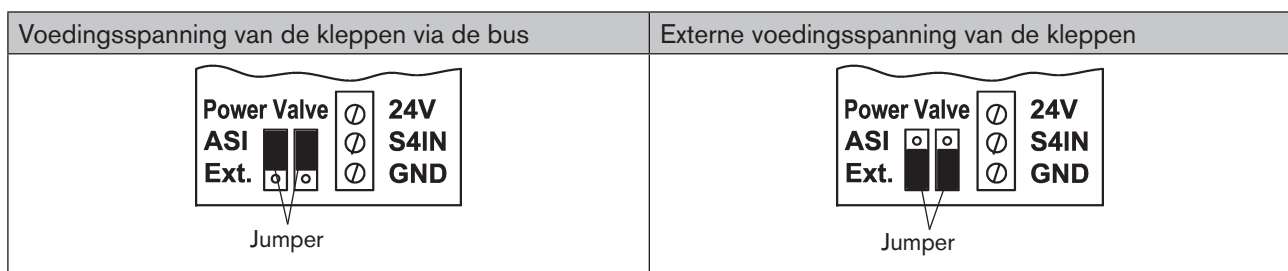 Voedingsspanning van de kleppen via de bus
Externe voedingsspanning van de kleppen
Power Valve 24V
ASI S4IN
Ext. GND
Jumper
Power Valve 24V
ASI S4IN
Ext. GND
Jumper